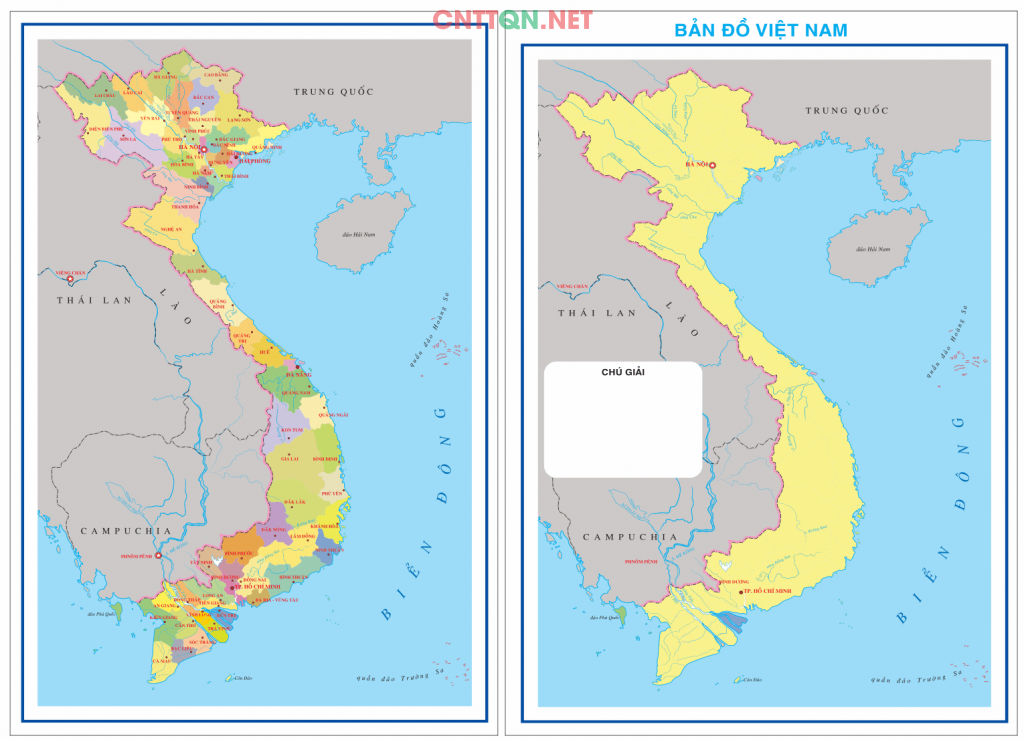 CNTTQN.NET
TRUNG QUỐC
HÀ GIANG
CAO BẰNG
LAI CHÂU
LÀO CAI
BẮC CẠN
YÊN BÁI
TUYÊN QUANG
THÁI NGUYÊN
LẠNG SƠN
ĐIỆN BIÊN PHỦ
SƠN LA
PHÚ THỌ
VĨNH PHÚC
BẮC GIANG
BẮC NINH
QUẢNG NINH
HÀ NỘI
HÀ TÂY
HẢI PHÒNG
HÒA BÌNH
HÀ NAM
THÁI BÌNH
NINH BÌNH
THANH HÓA
NGHỆ AN
đảo Hải Nam
HÀ TĨNH
VIÊNG CHĂN
THÁI LAN
LÀO
QUẢNG
BÌNH
QUẢNG
TRỊ
HUẾ
quần đảo Hoàng Sa
ĐÀ NẴNG
QUẢNG NAM
QUẢNG NGÃI
KON TUM
GIA LAI
BÌNH ĐỊNH
PHÚ YÊN
ĐĂK LĂK
KHÁNH HÒA
ĐĂK NÔNG
LÂM ĐỒNG
CAMPUCHIA
BÌNH PHƯỚC
NINH THUẬN
PHNÔM PÊNH
TÂY NINH
BÌNH DƯƠNG
ĐỒNG NAI
BÌNH THUẬN
TP. HỒ CHÍ MINH
LONG AN
BÀ RỊA - VŨNG TÀU
ĐỒNG THÁP
TIỀN GIANG
AN GIANG
BẾN TRE
đảo Phú Quốc
KIÊN GIANG
CẦN THƠ
TRÀ VINH
SÓC TRĂNG
BẠC LIÊU
CÀ MAU
Côn Đảo
quần đảo Trường Sa
BIỂN ĐÔNG
BẢN ĐỒ VIỆT NAM
TRUNG QUỐC
HÀ NỘI
đảo Hải Nam
VIÊNG CHĂN
THÁI LAN
LÀO
quần đảo Hoàng Sa
CHÚ GIẢI
CAMPUCHIA
PHNÔM PÊNH
BÌNH DƯƠNG
TP. HỒ CHÍ MINH
đảo Phú Quốc
Côn Đảo
quần đảo Trường Sa
BIỂN ĐÔNG